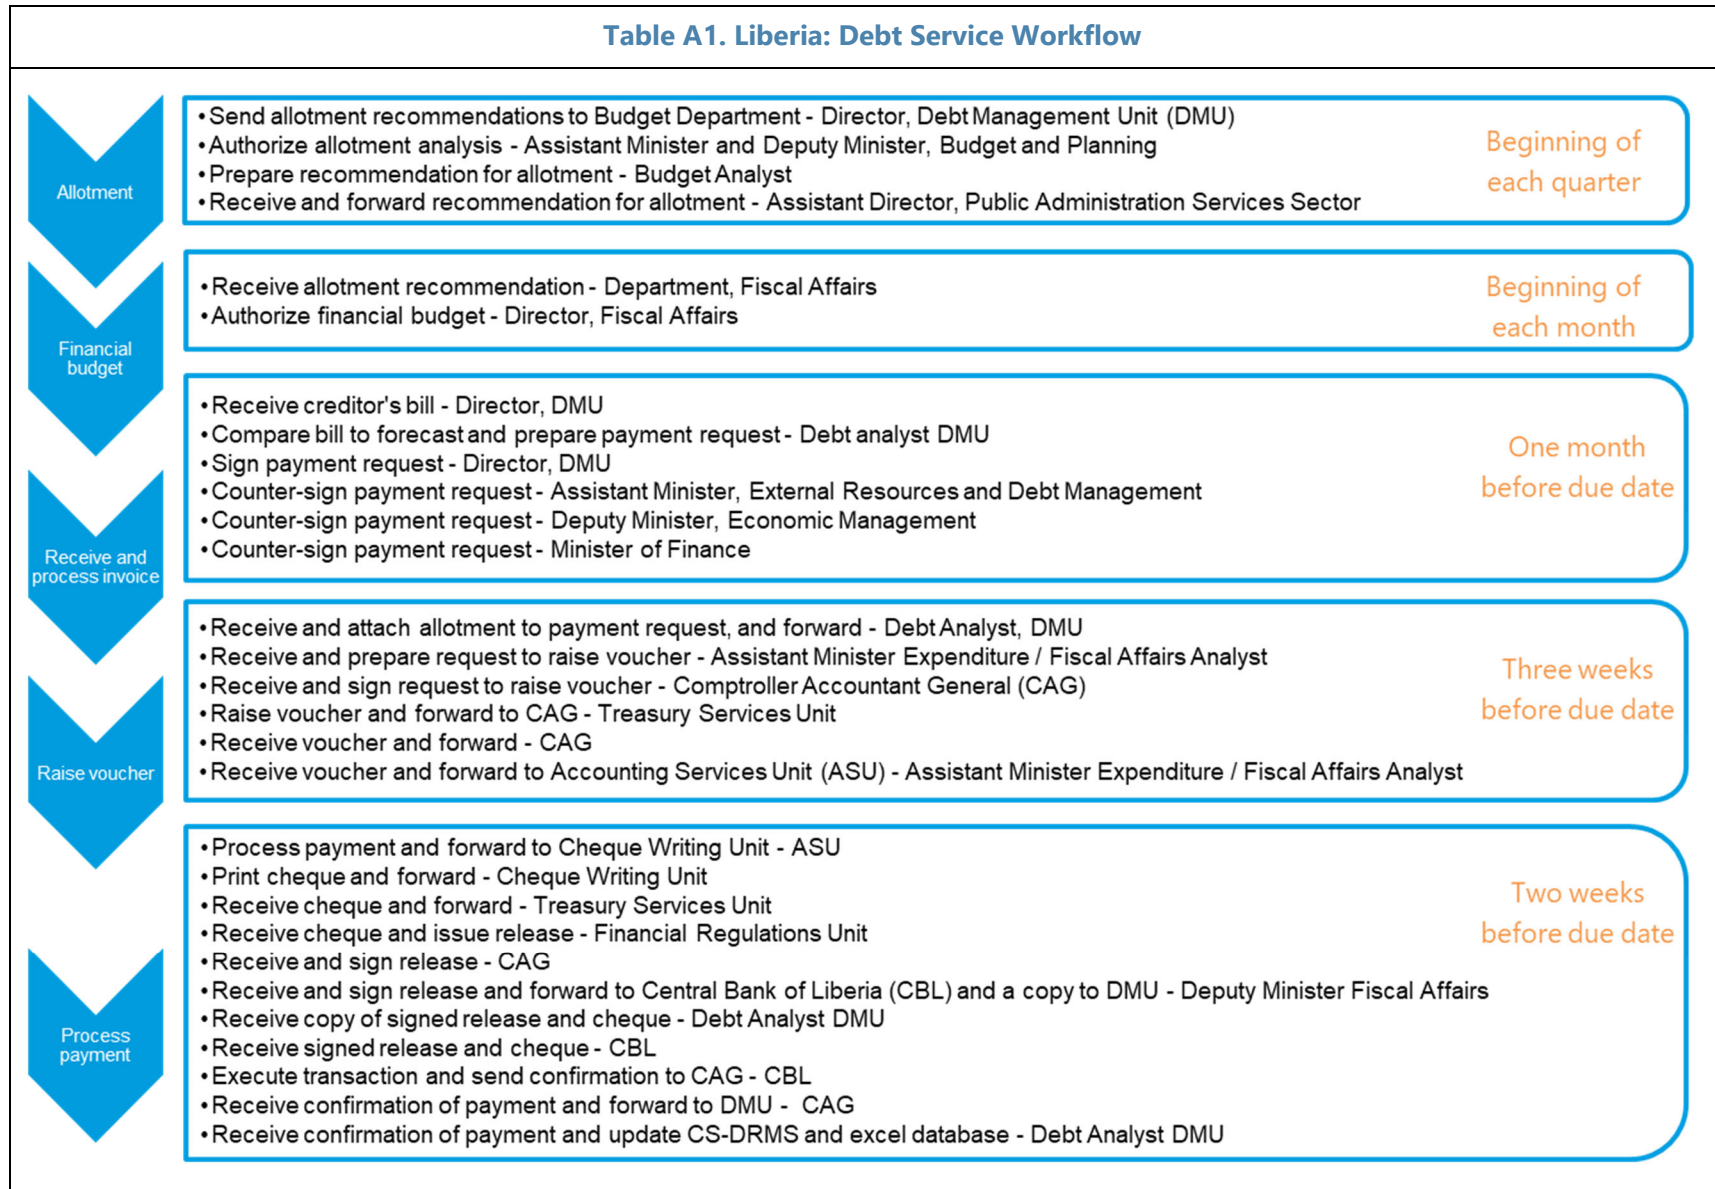 Table A1. Liberia: Debt Service Workflow
Allotment
•Send allotment recommendations to Budget Department - Director, Debt Management Unit (DMU)
•Authorize allotment analysis - Assistant Minister and Deputy Minister, Budget and Planning
•Prepare recommendation for allotment - Budget Analyst
•Receive and forward recommendation for allotment - Assistant Director, Public Administration Services Sector
Beginning of
each quarter
Financial
budget
•Receive allotment recommendation - Department, Fiscal Affairs
•Authorize financial budget - Director, Fiscal Affairs
Beginning of
each month
Receive and
process invoice
•Receive creditor's bill - Director, DMU
•Compare bill to forecast and prepare payment request - Debt analyst DMU
•Sign payment request - Director, DMU
•Counter-sign payment request - Assistant Minister, External Resources and Debt Management
•Counter-sign payment request - Deputy Minister, Economic Management
•Counter-sign payment request - Minister of Finance
One month
before due date
Raise voucher
•Receive and attach allotment to payment request, and forward - Debt Analyst, DMU
•Receive and prepare request to raise voucher - Assistant Minister Expenditure / Fiscal Affairs Analyst
•Receive and sign request to raise voucher - Comptroller Accountant General (CAG)
•Raise voucher and forward to CAG - Treasury Services Unit
•Receive voucher and forward - CAG
•Receive voucher and forward to Accounting Services Unit (ASU) - Assistant Minister Expenditure / Fiscal Affairs Analyst
Three weeks
before due date
Process
payment
•Process payment and forward to Cheque Writing Unit - ASU
•Print cheque and forward - Cheque Writing Unit
•Receive cheque and forward - Treasury Services Unit
•Receive cheque and issue release - Financial Regulations Unit
•Receive and sign release - CAG
•Receive and sign release and forward to Central Bank of Liberia (CBL) and a copy to DMU - Deputy Minister Fiscal Affairs
•Receive copy of signed release and cheque - Debt Analyst DMU
•Receive signed release and cheque - CBL
•Execute transaction and send confirmation to CAG - CBL
•Receive confirmation of payment and forward to DMU - CAG
•Receive confirmation of payment and update CS-DRMS and excel database - Debt Analyst DMU
Two weeks
before due date